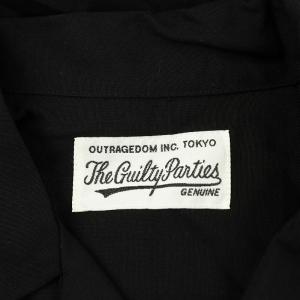 OUTRAGEDOM INC. TOKYO
The Guilty Parties
GENUINE